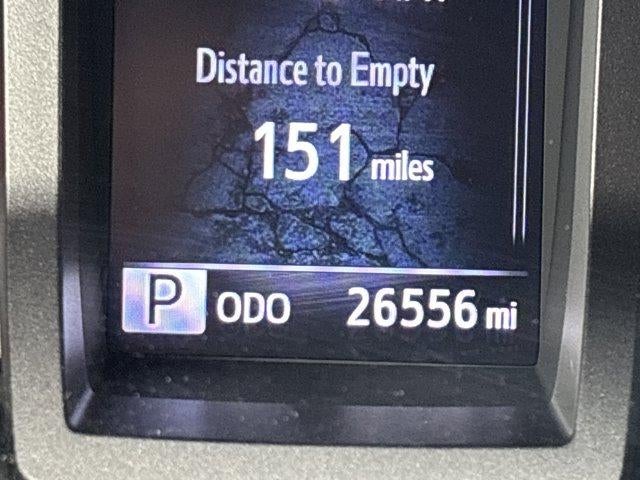 Distance to Empty
151 miles
P ODO 26556 mi